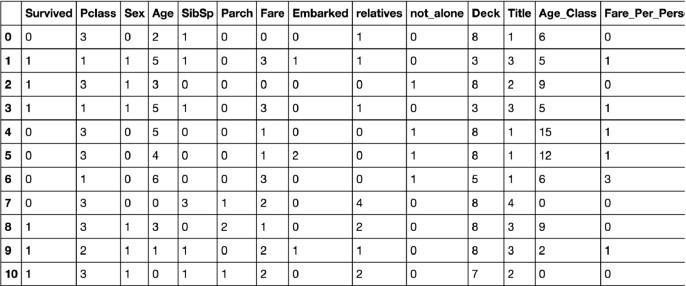 Survived Pclass Sex Age SibSp Parch Fare Embarked relatives not_alone Deck Title Age_Class Fare_Per_Pers
0 0 3 0 2 1 0 0 0 1 0 8 1 6 0
1 1 1 1 5 1 0 3 1 1 0 3 3 5 1
2 1 3 1 3 0 0 0 0 0 1 8 2 9 0
3 1 1 1 5 1 0 3 0 1 0 3 3 5 1
4 0 3 0 5 0 0 1 0 0 1 8 1 15 1
5 0 3 0 4 0 0 1 2 0 1 8 1 12 1
6 0 1 0 6 0 0 3 0 0 1 5 1 6 3
7 0 3 0 0 3 1 2 0 4 0 8 4 0 0
8 1 3 1 3 0 2 1 0 2 0 8 3 9 0
9 1 2 1 1 1 0 2 1 1 0 8 3 2 1
10 1 3 1 0 1 1 2 0 2 0 7 2 0 0